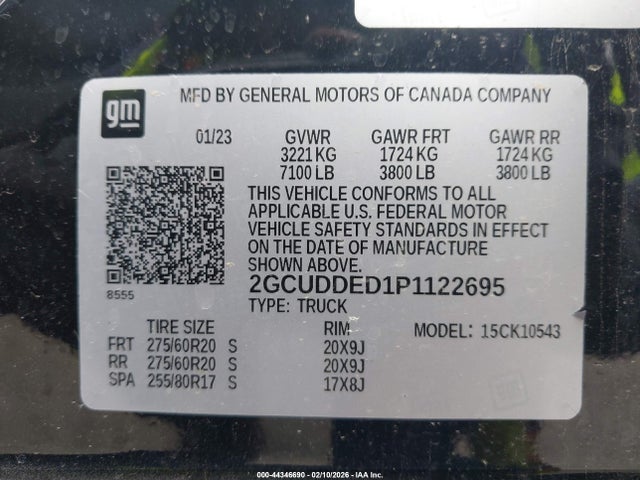 gm
MFD BY GENERAL MOTORS OF CANADA COMPANY
01/23 GVWR GAWR FRT GAWR RR
3221 KG 1724 KG 1724 KG
7100 LB 3800 LB 3800 LB
THIS VEHICLE CONFORMS TO ALL
APPLICABLE U.S. FEDERAL MOTOR
VEHICLE SAFETY STANDARDS IN EFFECT
ON THE DATE OF MANUFACTURE
SHOWN ABOVE.
8555
2GCUDDED1P1122695
TYPE: TRUCK
TIRE SIZE RIM MODEL: 15CK10543
FRT 275/60R20 S 20X9J
RR 275/60R20 S 20X9J
SPA 255/80R17 S 17X8J
000-44346690 - 02/10/2026 - IAA Inc.